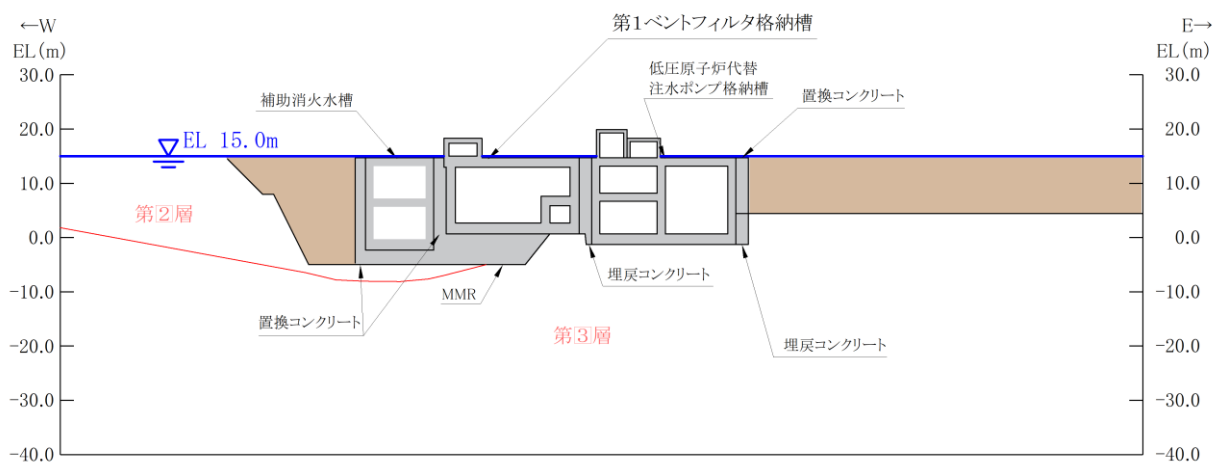 ←W
EL(m)
30.0
20.0
10.0
0.0
-10.0
-20.0
-30.0
-40.0
第1ベントフィルタ格納槽
低圧原子炉代替
注水ポンプ格納槽
補助消火水槽
置換コンクリート
EL 15.0m
第②層
埋戻コンクリート
MMR
置換コンクリート
第③層
埋戻コンクリート
E→
EL(m)
30.0
20.0
10.0
0.0
-10.0
-20.0
-30.0
-40.0